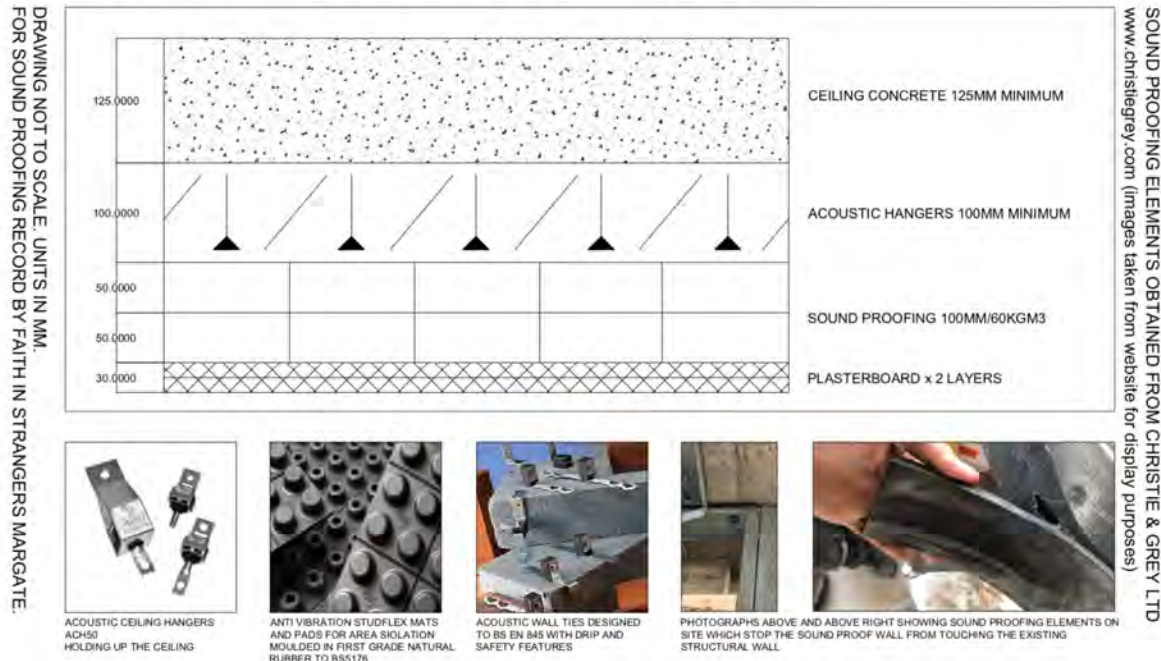 DRAWING NOT TO SCALE. UNITS IN MM.
FOR SOUND PROOFING RECORD BY FAITH IN STRANGERS MARGATE.
125.0000
CEILING CONCRETE 125MM MINIMUM
100.0000
ACOUSTIC HANGERS 100MM MINIMUM
50.0000
50.0000
SOUND PROOFING 100MM/60KGM3
30.0000
PLASTERBOARD x 2 LAYERS
SOUND PROOFING ELEMENTS OBTAINED FROM CHRISTIE & GREY LTD
www.christiegrey.com (images taken from website for display purposes)
ACOUSTIC CEILING HANGERS
ACH50
HOLDING UP THE CEILING
ANTI VIBRATION STUDFLEX MATS
AND PADS FOR AREA SIOLATION
MOULDED IN FIRST GRADE NATURAL
RUBBER TO BS5176
ACOUSTIC WALL TIES DESIGNED
TO BS EN 845 WITH DRIP AND
SAFETY FEATURES
PHOTOGRAPHS ABOVE AND ABOVE RIGHT SHOWING SOUND PROOFING ELEMENTS ON
SITE WHICH STOP THE SOUND PROOF WALL FROM TOUCHING THE EXISTING
STRUCTURAL WALL